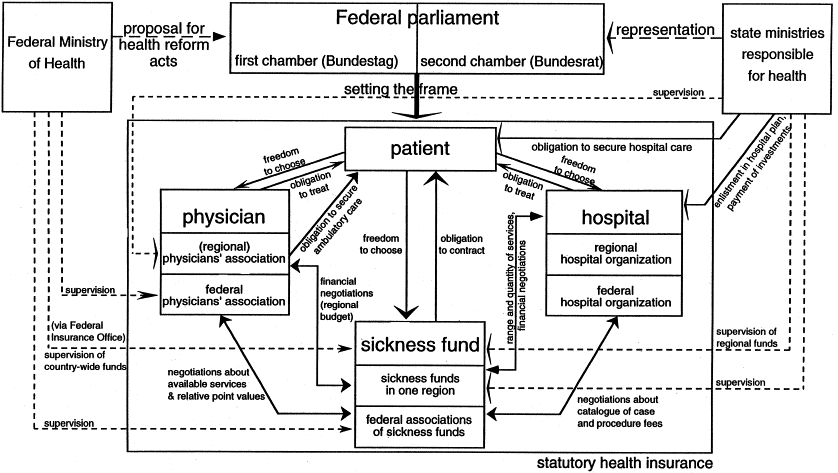 Federal Ministry
of Health
proposal for
health reform
acts
Federal parliament
first chamber (Bundestag)
second chamber (Bundesrat)
representation
state ministries
responsible
for health
setting the frame
supervision
patient
obligation to secure hospital care
enlistment in hospital plan,
payment of investments
freedom
to choose
obligation
to treat
obligation to secure
ambulatory care
freedom
to choose
obligation
to treat
physician
(regional)
physicians' association
federal
physicians' association
hospital
regional
hospital organization
federal
hospital organization
freedom
to choose
obligation
to contract
range and quantity of services,
financial negotiations
supervision
financial
negotiations
(regional
budget)
(via Federal
Insurance Office)
supervision of
country-wide funds
sickness fund
sickness funds
in one region
federal associations
of sickness funds
supervision of
regional funds
supervision
negotiations about
available services
& relative point values
negotiations about
catalogue of case
and procedure fees
supervision
statutory health insurance